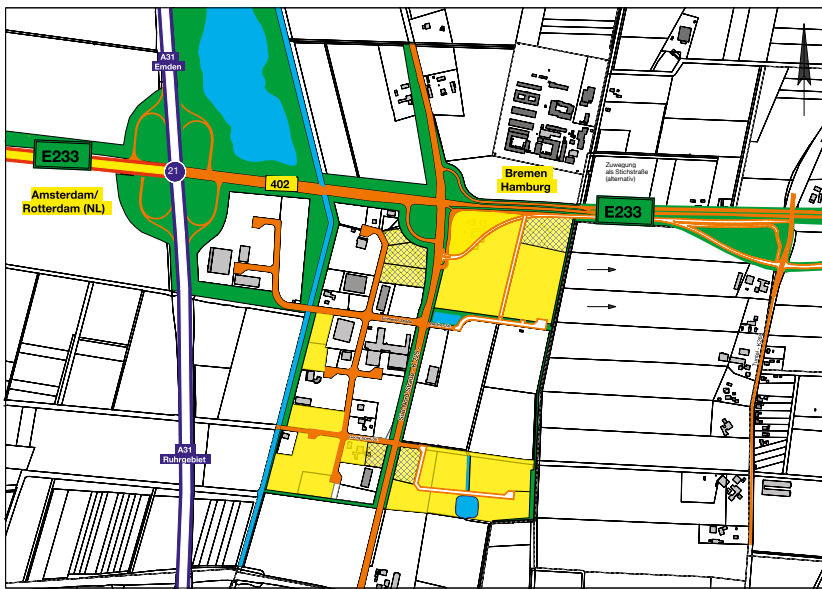 A31
Emden
E233
21
402
Amsterdam/
Rotterdam (NL)
Bremen
Hamburg
Zuwegung
als Stichstraße
(alternativ)
E233
A31
Ruhrgebiet